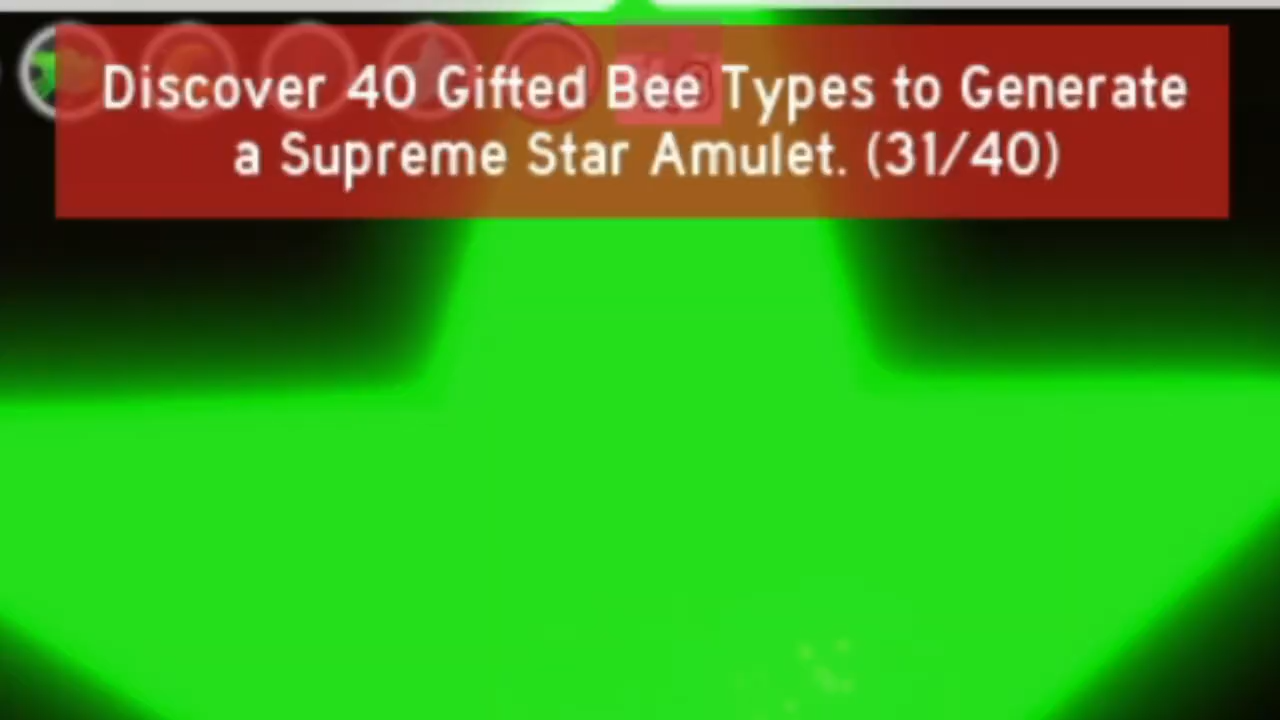 Discover 40 Gifted Bee Types to Generate
a Supreme Star Amulet. (31/40)